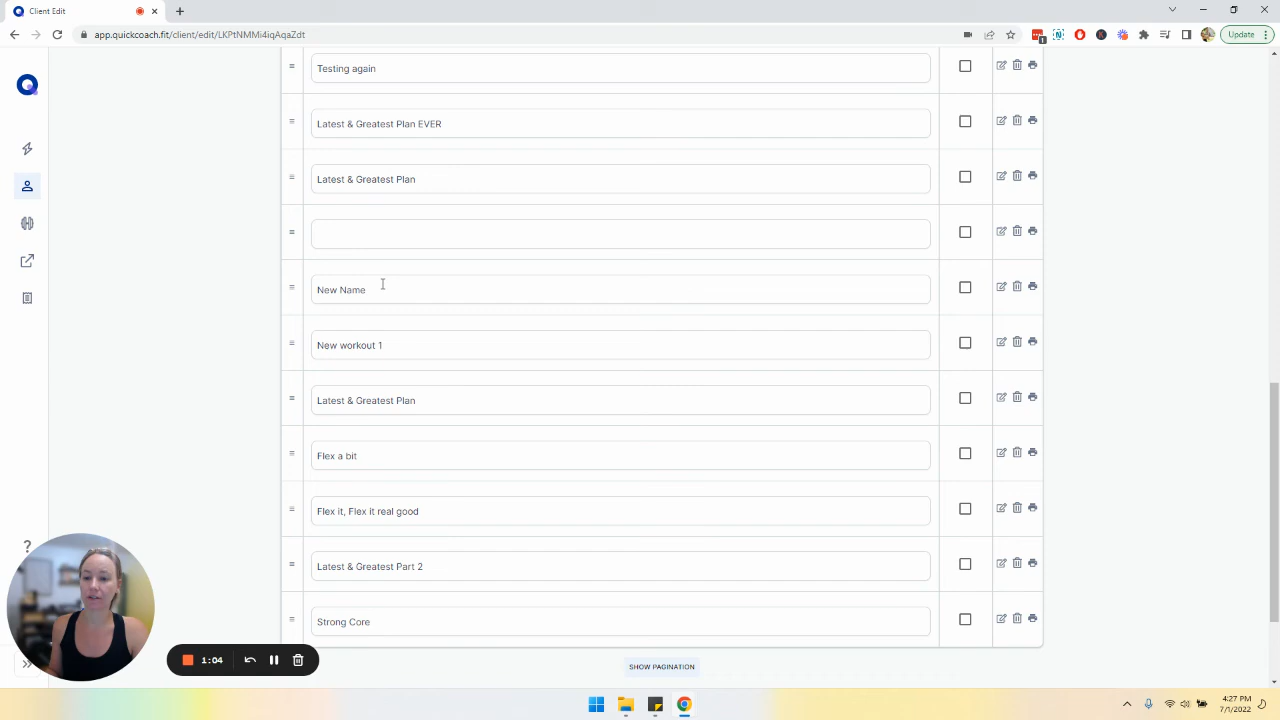 Client Edit
app.quickcoach.fit/client/edit/LKPtNMMi4iqAqaZdt
1
Update
Testing again
Latest & Greatest Plan EVER
Latest & Greatest Plan
New Name
New workout 1
Latest & Greatest Plan
Flex a bit
Flex it, Flex it real good
Latest & Greatest Part 2
Strong Core
SHOW PAGINATION
?
1:04
4:27 PM
7/1/2022